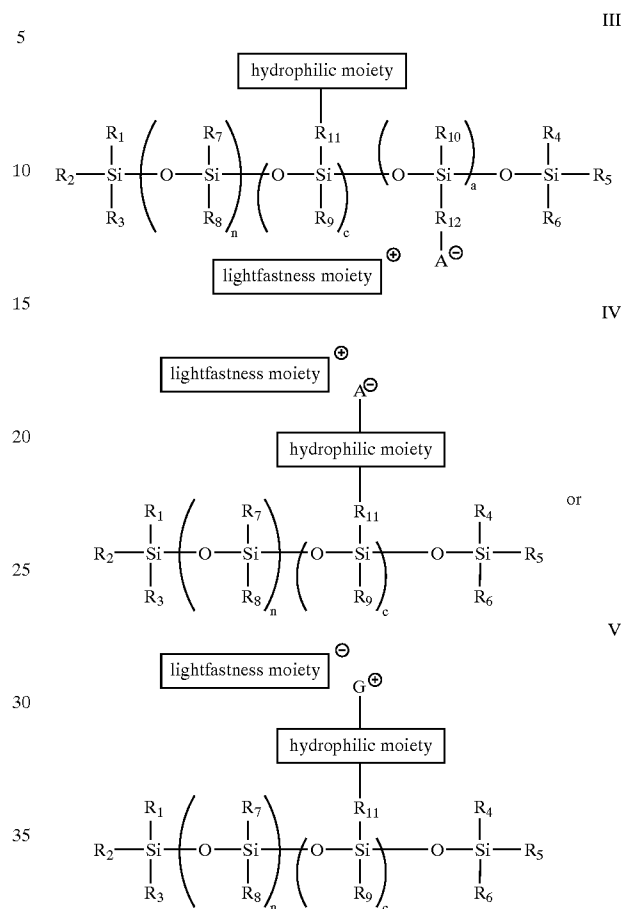 III
5
hydrophilic moiety
R1 R7 R11 R10 R4
10 R2 Si O Si O Si O Si O Si R5
R3 R8 n R9 c R12 a R6
lightfastness moiety ⊕ A⊖
15
IV
lightfastness moiety ⊕
A⊖
20
hydrophilic moiety
R1 R7 R11 R4 or
R2 Si O Si O Si O Si R5
25
R3 R8 n R9 c R6
V
lightfastness moiety ⊖
30 G⊕
hydrophilic moiety
R1 R7 R11 R4
35 R2 Si O Si O Si O Si R5
R3 R8 n R9 c R6